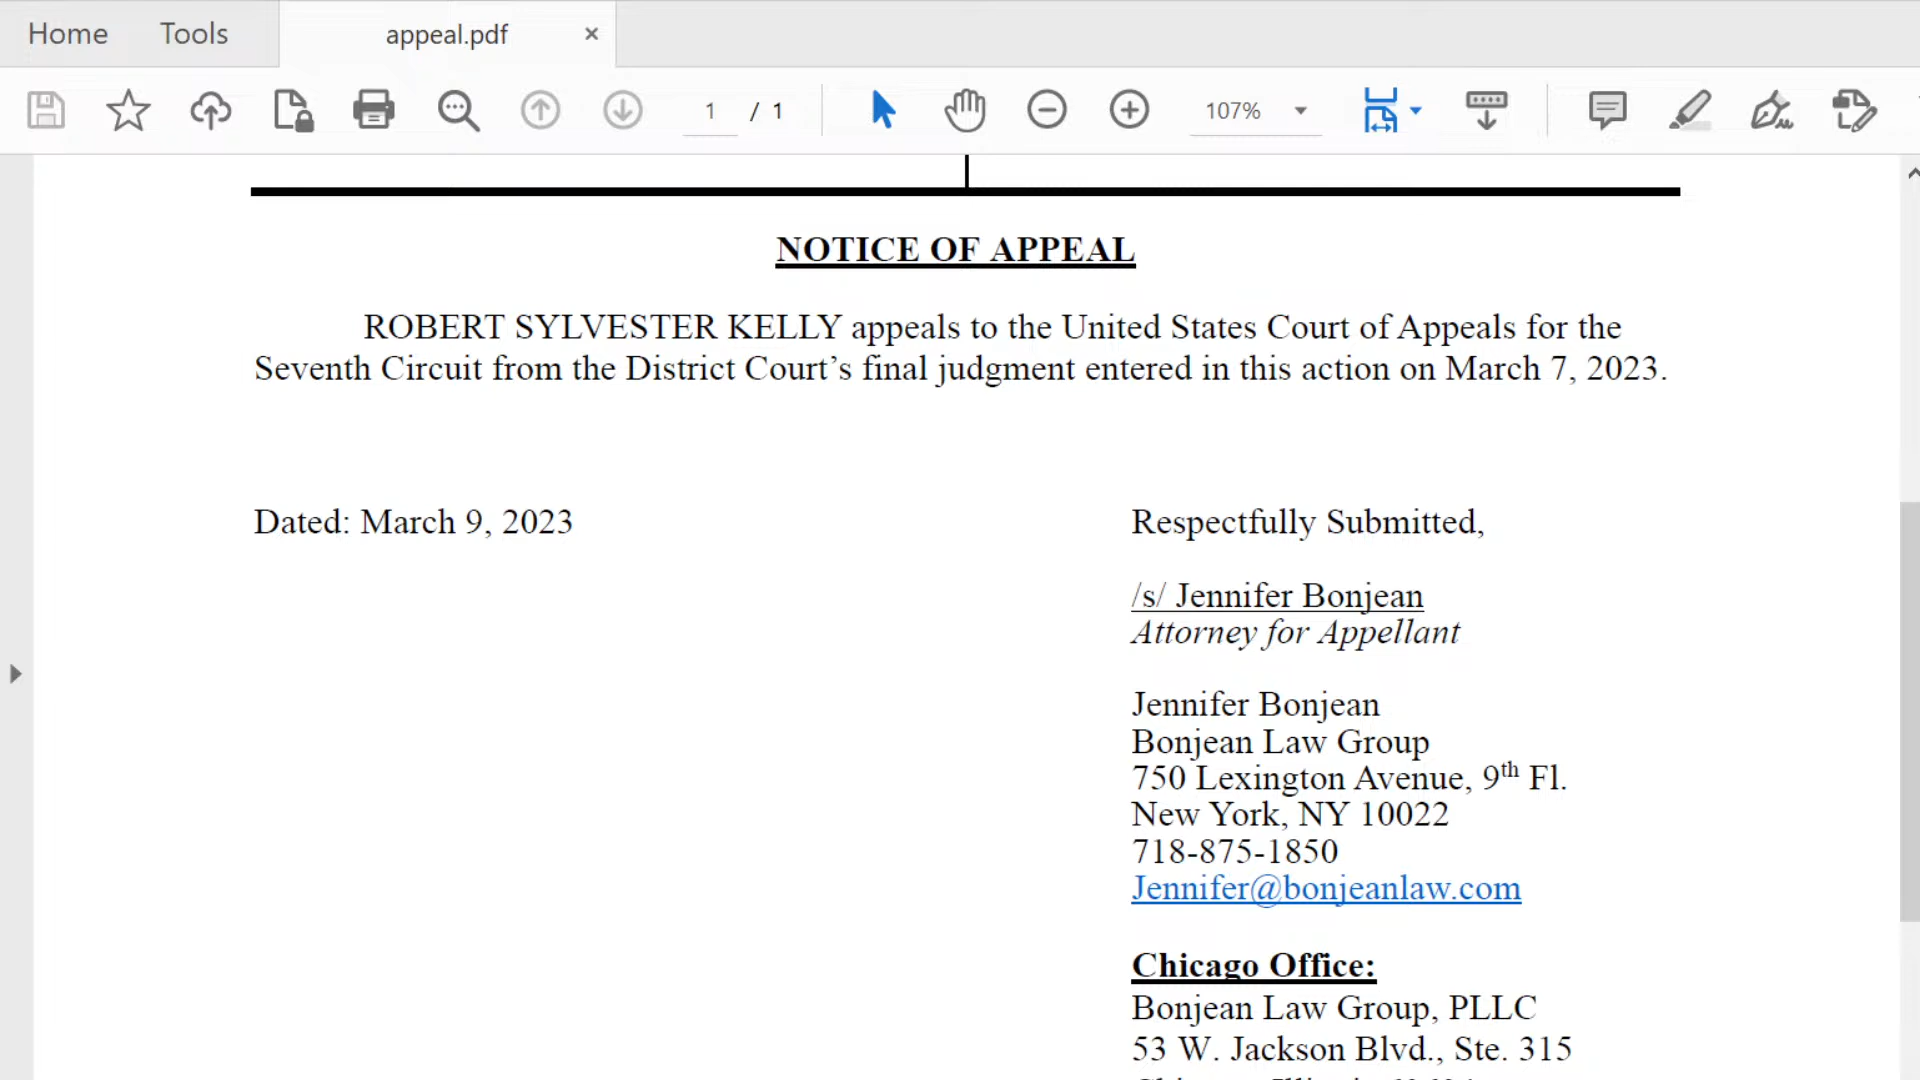 Home Tools appeal.pdf
1 / 1 107%
NOTICE OF APPEAL
ROBERT SYLVESTER KELLY appeals to the United States Court of Appeals for the
Seventh Circuit from the District Court’s final judgment entered in this action on March 7, 2023.
Dated: March 9, 2023
Respectfully Submitted,
/s/ Jennifer Bonjean
Attorney for Appellant
Jennifer Bonjean
Bonjean Law Group
750 Lexington Avenue, 9th Fl.
New York, NY 10022
718-875-1850
Jennifer@bonjeanlaw.com
Chicago Office:
Bonjean Law Group, PLLC
53 W. Jackson Blvd., Ste. 315